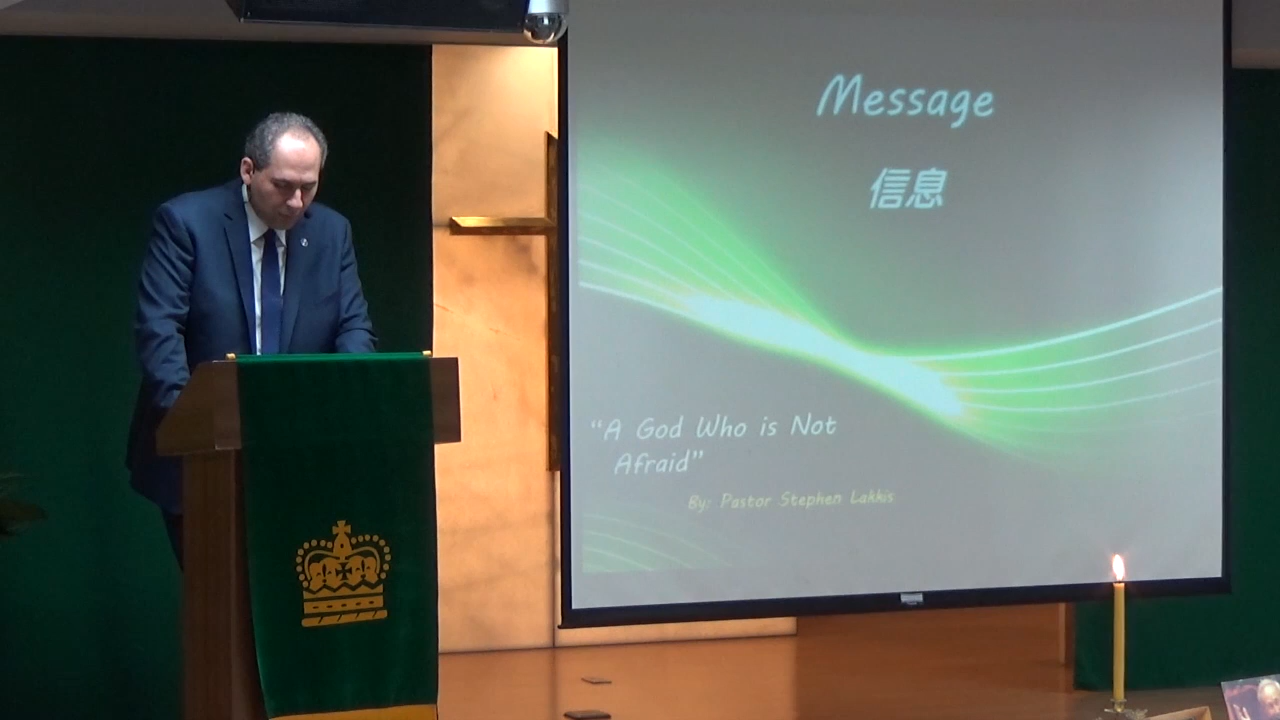 Message
信息
“A God Who is Not
Afraid”
By: Pastor Stephen Lakkis